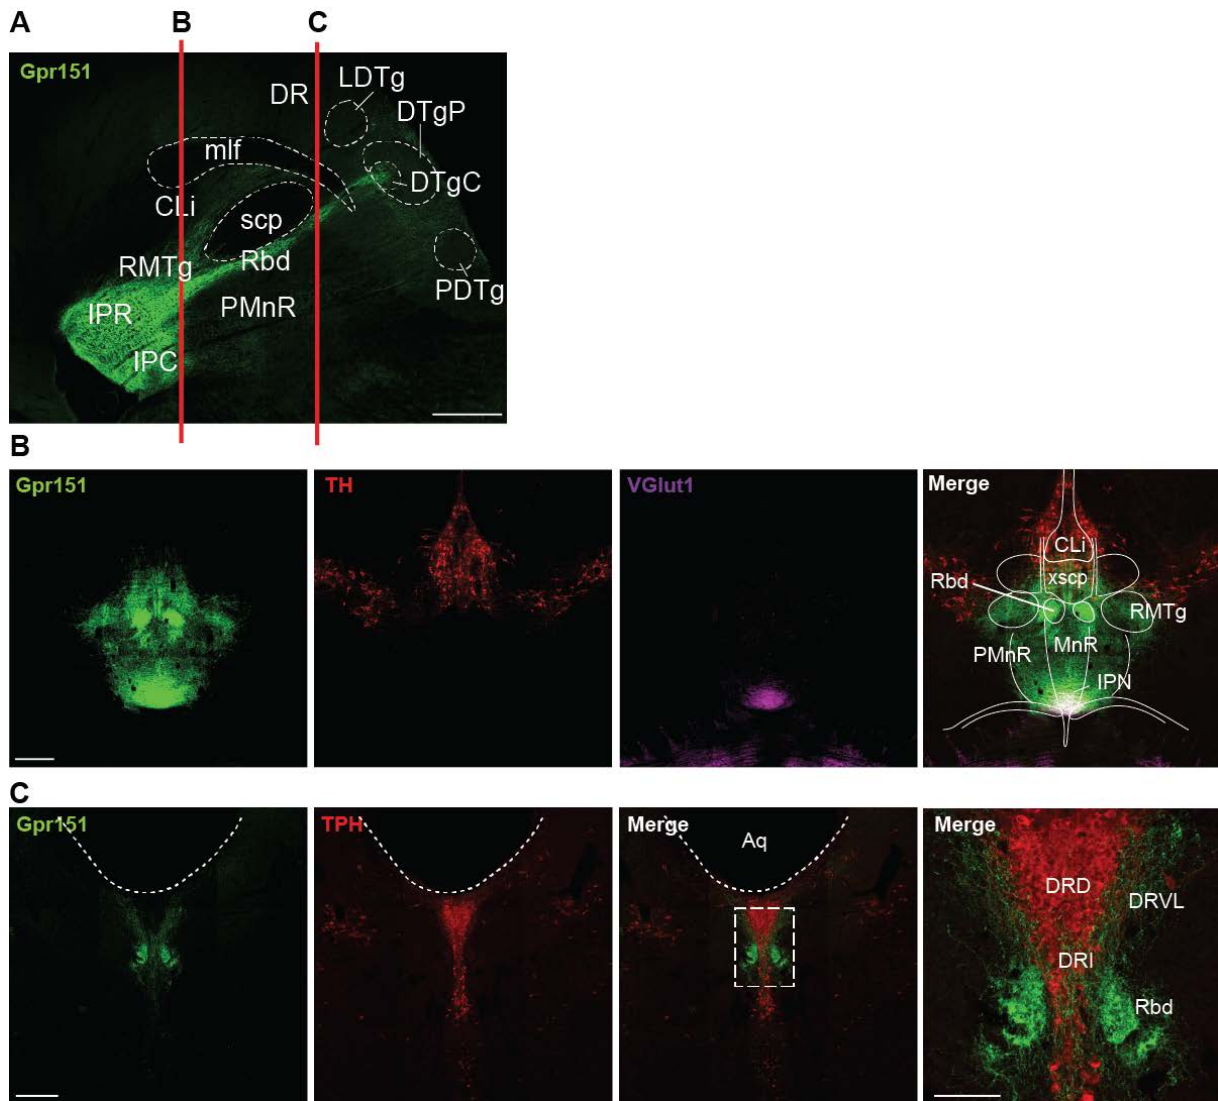 A B C
Gpr151
LDTg
DR
DTgP
mlf
DTgC
CLi
scp
RMTg
Rbd
PDTg
IPR
PMnR
IPC
B
Gpr151 TH VGlut1 Merge
CLi
Rbd
xscp
RMTg
MnR
PMnR
IPN
C
Gpr151 TPH Merge Merge
Aq
DRD
DRVL
DRI
Rbd